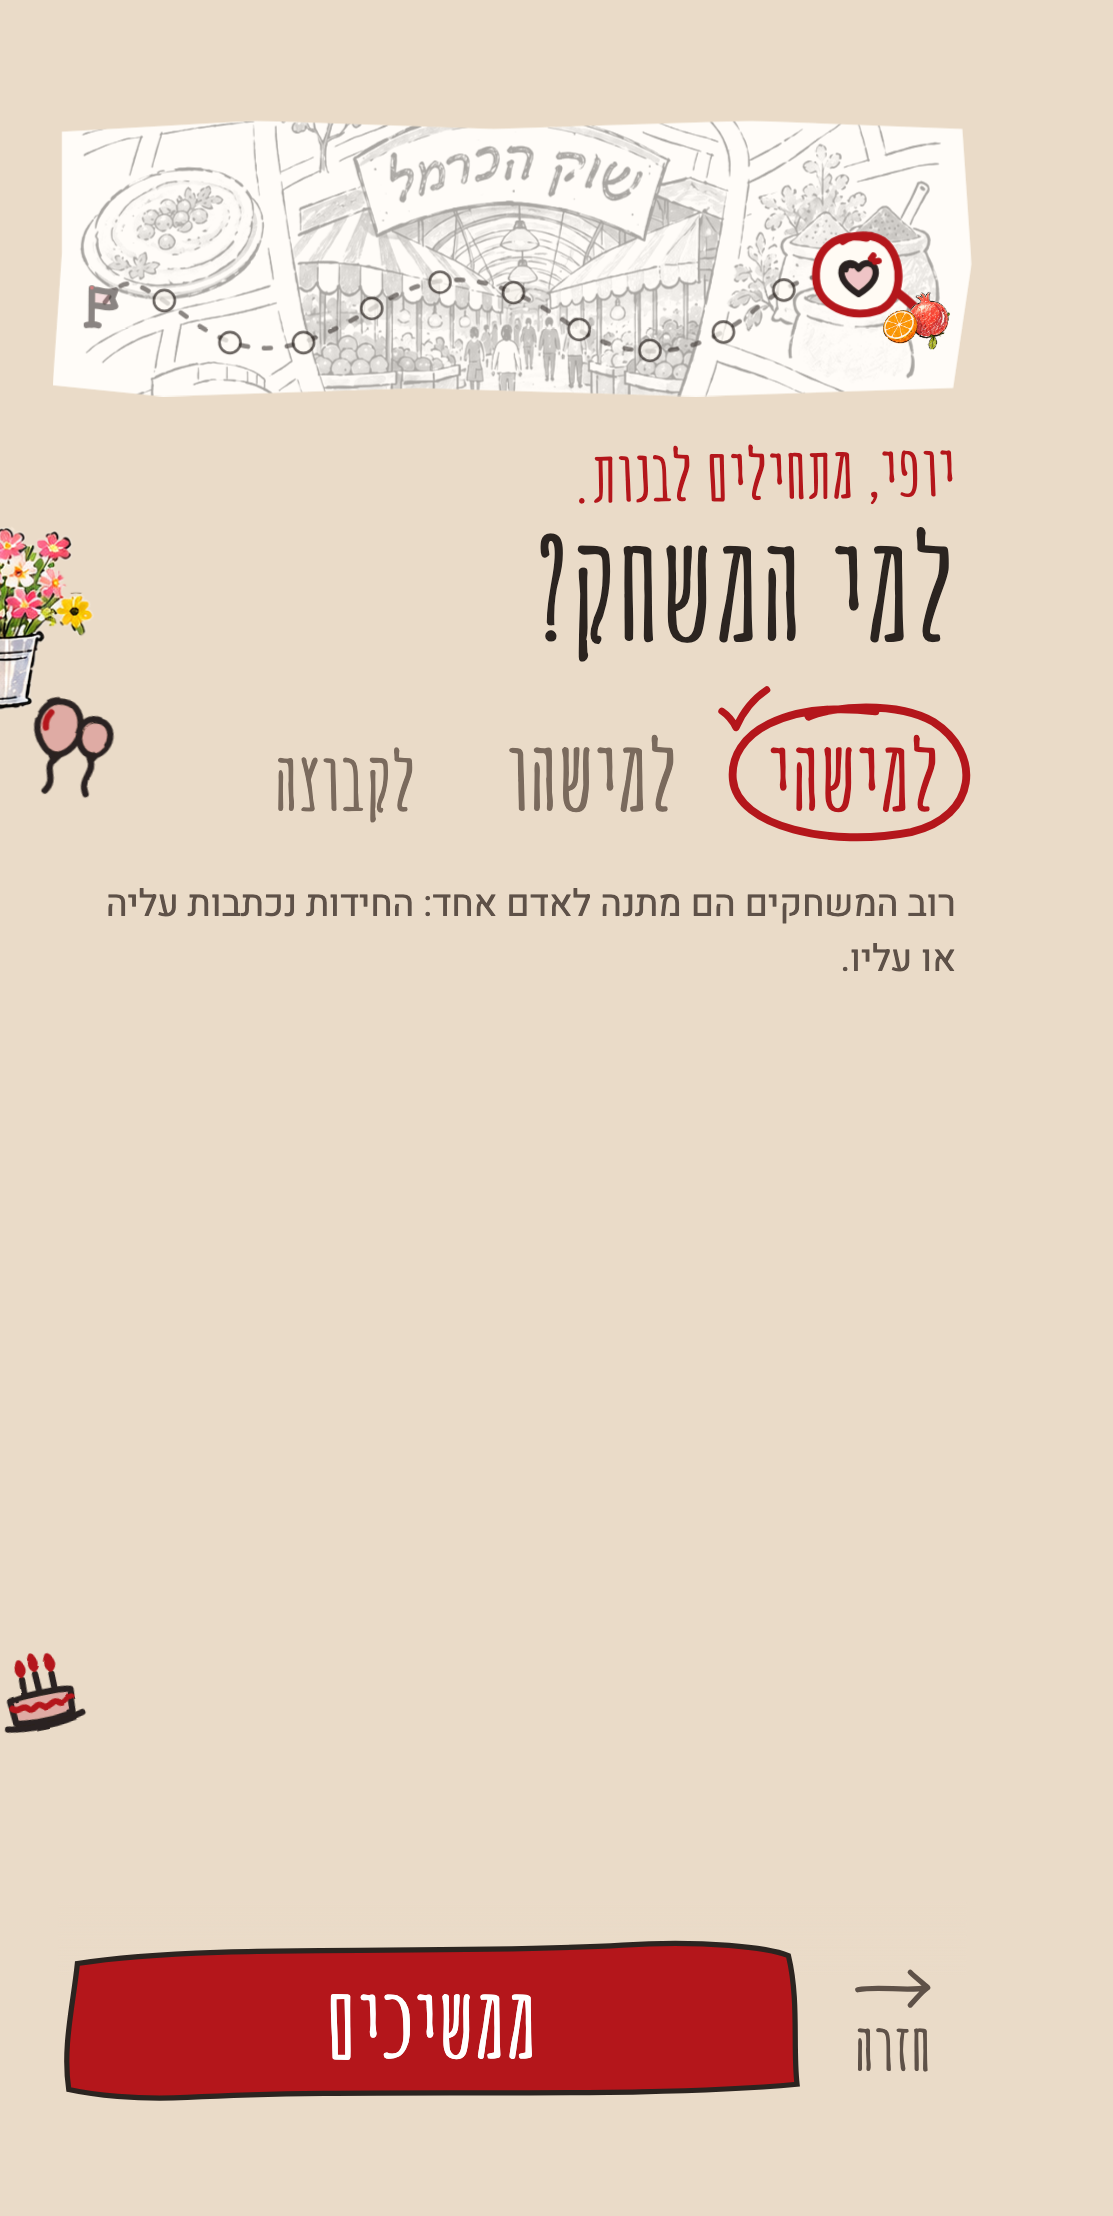 שוק הכרמל
יופי, מתחילים לבנות.
למי המשחק?
למישהי
למישהו
לקבוצה
רוב המשחקים הם מתנה לאדם אחד: החידות נכתבות עליה
או עליו.
חזרה
ממשיכים